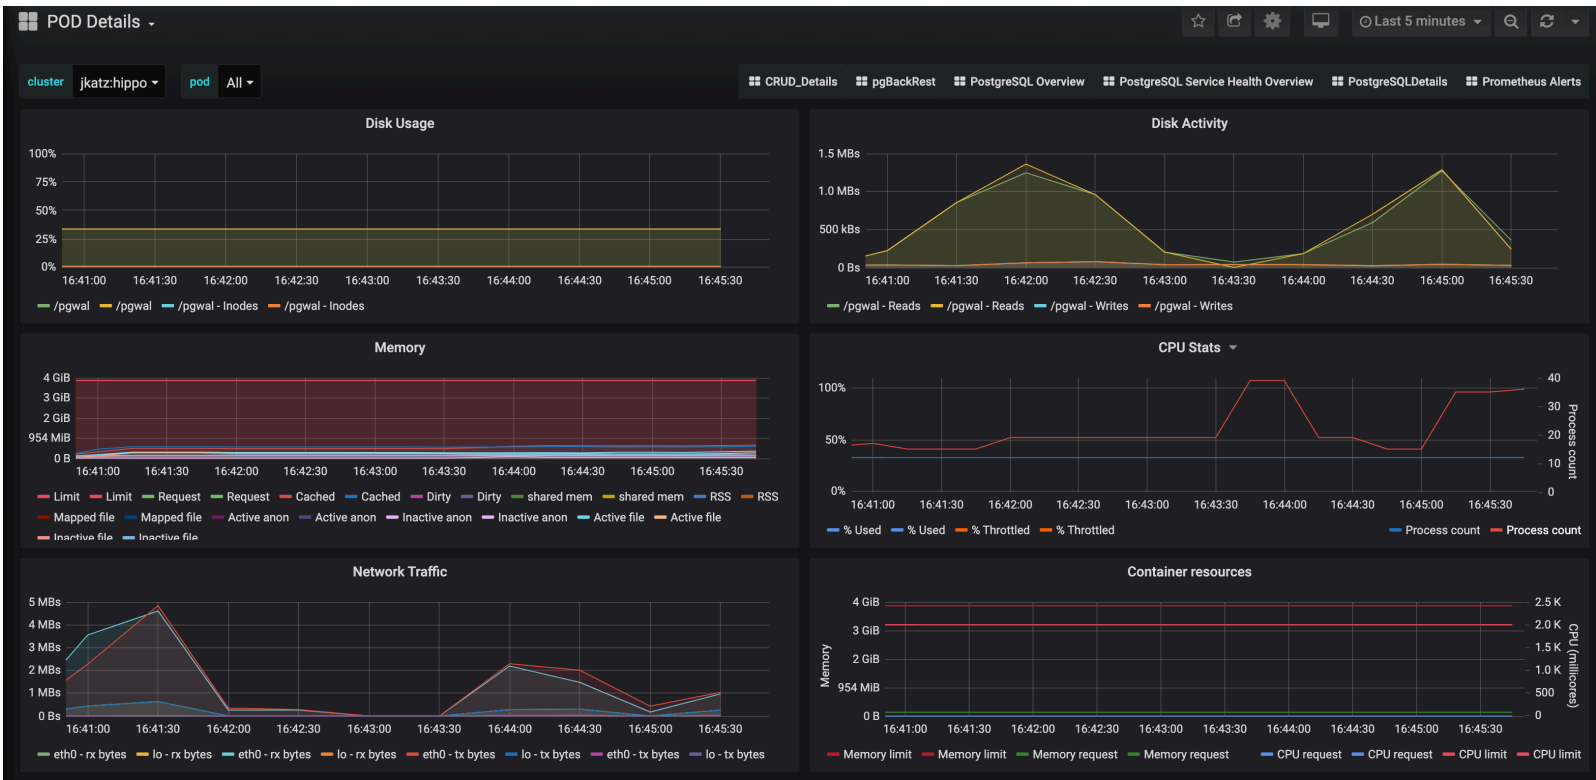 POD Details
Last 5 minutes
cluster jkatz:hippo pod All
CRUD_Details pgBackRest PostgreSQL Overview PostgreSQL Service Health Overview PostgreSQLDetails Prometheus Alerts
Disk Usage
100%
75%
50%
25%
0%
16:41:00 16:41:30 16:42:00 16:42:30 16:43:00 16:43:30 16:44:00 16:44:30 16:45:00 16:45:30
/pgwal /pgwal /pgwal - Inodes /pgwal - Inodes
Disk Activity
1.5 MBs
1.0 MBs
500 kBs
0 Bs
16:41:00 16:41:30 16:42:00 16:42:30 16:43:00 16:43:30 16:44:00 16:44:30 16:45:00 16:45:30
/pgwal - Reads /pgwal - Reads /pgwal - Writes /pgwal - Writes
Memory
4 GiB
3 GiB
2 GiB
954 MiB
0 B
16:41:00 16:41:30 16:42:00 16:42:30 16:43:00 16:43:30 16:44:00 16:44:30 16:45:00 16:45:30
Limit Limit Request Request Cached Cached Dirty Dirty shared mem shared mem RSS RSS
Mapped file Mapped file Active anon Active anon Inactive anon Inactive anon Active file Active file
Inactive file Inactive file
CPU Stats
100%
50%
0%
40
30
20
10
0
Process count
16:41:00 16:41:30 16:42:00 16:42:30 16:43:00 16:43:30 16:44:00 16:44:30 16:45:00 16:45:30
% Used % Used % Throttled % Throttled Process count Process count
Network Traffic
5 MBs
4 MBs
3 MBs
2 MBs
1 MBs
0 Bs
16:41:00 16:41:30 16:42:00 16:42:30 16:43:00 16:43:30 16:44:00 16:44:30 16:45:00 16:45:30
eth0 - rx bytes lo - rx bytes eth0 - rx bytes lo - rx bytes eth0 - tx bytes lo - tx bytes eth0 - tx bytes lo - tx bytes
Container resources
Memory
4 GiB
3 GiB
2 GiB
954 MiB
0 B
2.5 K
2.0 K
1.5 K
1.0 K
500
0
CPU (millicores)
16:41:00 16:41:30 16:42:00 16:42:30 16:43:00 16:43:30 16:44:00 16:44:30 16:45:00 16:45:30
Memory limit Memory limit Memory request Memory request CPU request CPU request CPU limit CPU limit